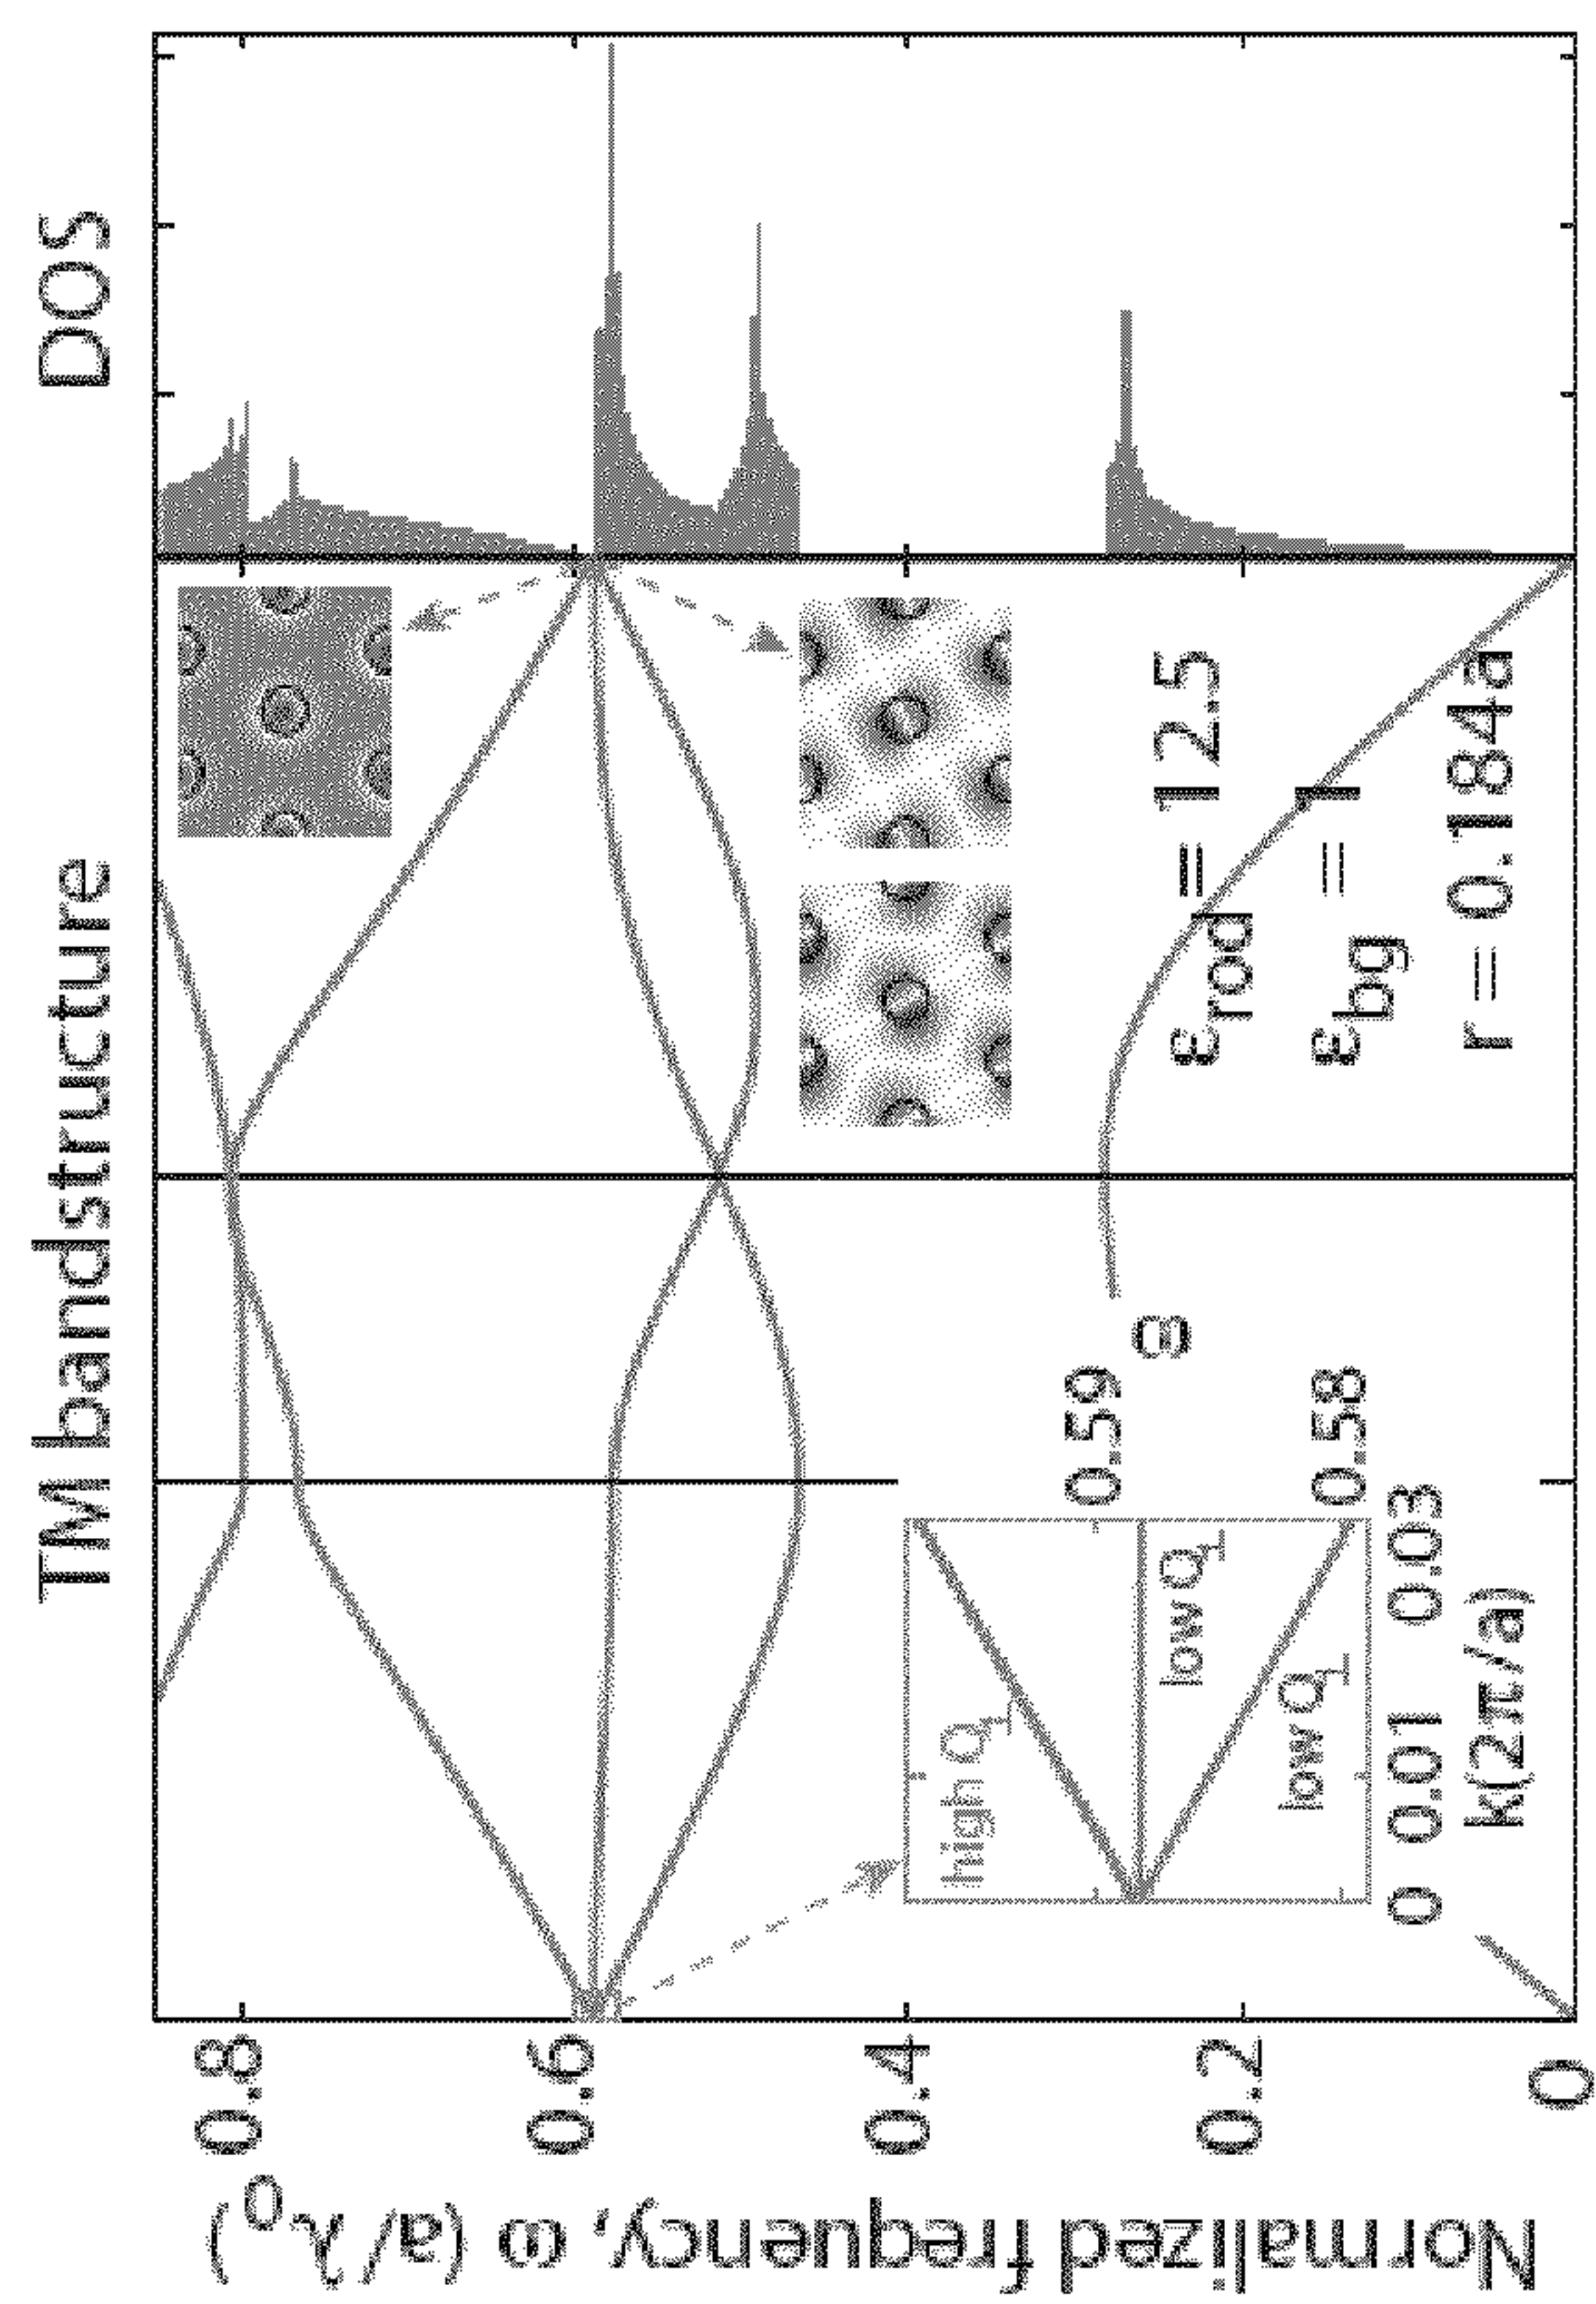 TM bandstructure
DOS
Normalized frequency, ω (a/λo)
0.8
0.6
0.4
0.2
0
high Q⊥
low Q⊥
low Q⊥
0.59
ω
0.58
0 0.01 0.03
k(2π/a)
εrod = 12.5
εbg = 1
r = 0.184a